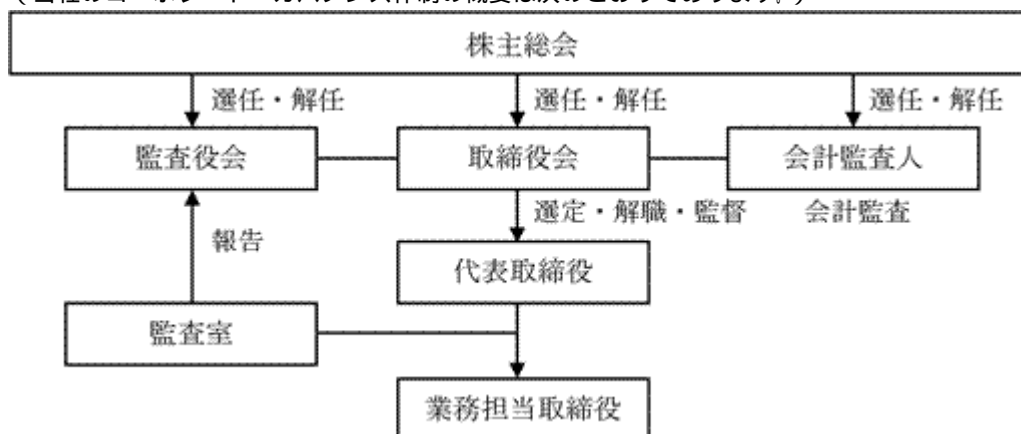 株主総会
選任・解任 選任・解任 選任・解任
監査役会 取締役会 会計監査人
選定・解職・監督 会計監査
報告
代表取締役
監査室
業務担当取締役